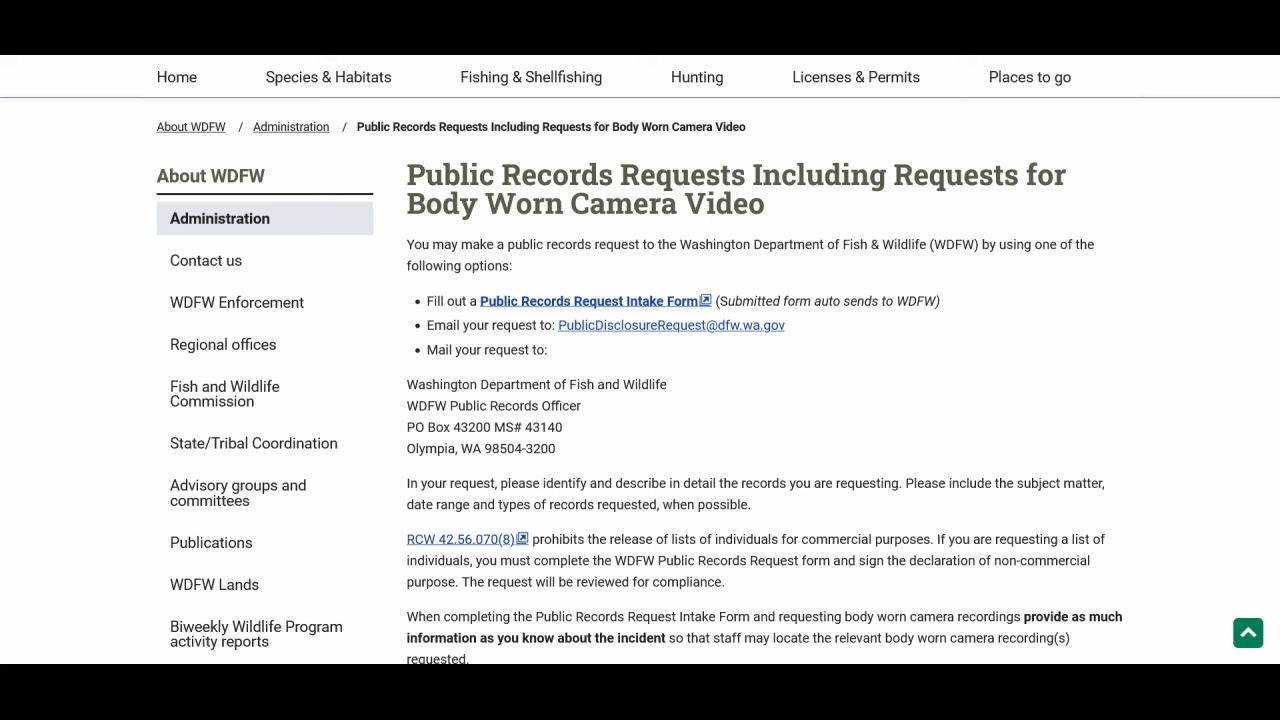 Home Species & Habitats Fishing & Shellfishing Hunting Licenses & Permits Places to go
About WDFW / Administration / Public Records Requests Including Requests for Body Worn Camera Video
About WDFW
Administration
Contact us
WDFW Enforcement
Regional offices
Fish and Wildlife
Commission
State/Tribal Coordination
Advisory groups and
committees
Publications
WDFW Lands
Biweekly Wildlife Program
activity reports
Public Records Requests Including Requests for
Body Worn Camera Video
You may make a public records request to the Washington Department of Fish & Wildlife (WDFW) by using one of the
following options:
• Fill out a Public Records Request Intake Form (Submitted form auto sends to WDFW)
• Email your request to: PublicDisclosureRequest@dfw.wa.gov
• Mail your request to:
Washington Department of Fish and Wildlife
WDFW Public Records Officer
PO Box 43200 MS# 43140
Olympia, WA 98504-3200
In your request, please identify and describe in detail the records you are requesting. Please include the subject matter,
date range and types of records requested, when possible.
RCW 42.56.070(8) prohibits the release of lists of individuals for commercial purposes. If you are requesting a list of
individuals, you must complete the WDFW Public Records Request form and sign the declaration of non-commercial
purpose. The request will be reviewed for compliance.
When completing the Public Records Request Intake Form and requesting body worn camera recordings provide as much
information as you know about the incident so that staff may locate the relevant body worn camera recording(s)
requested.